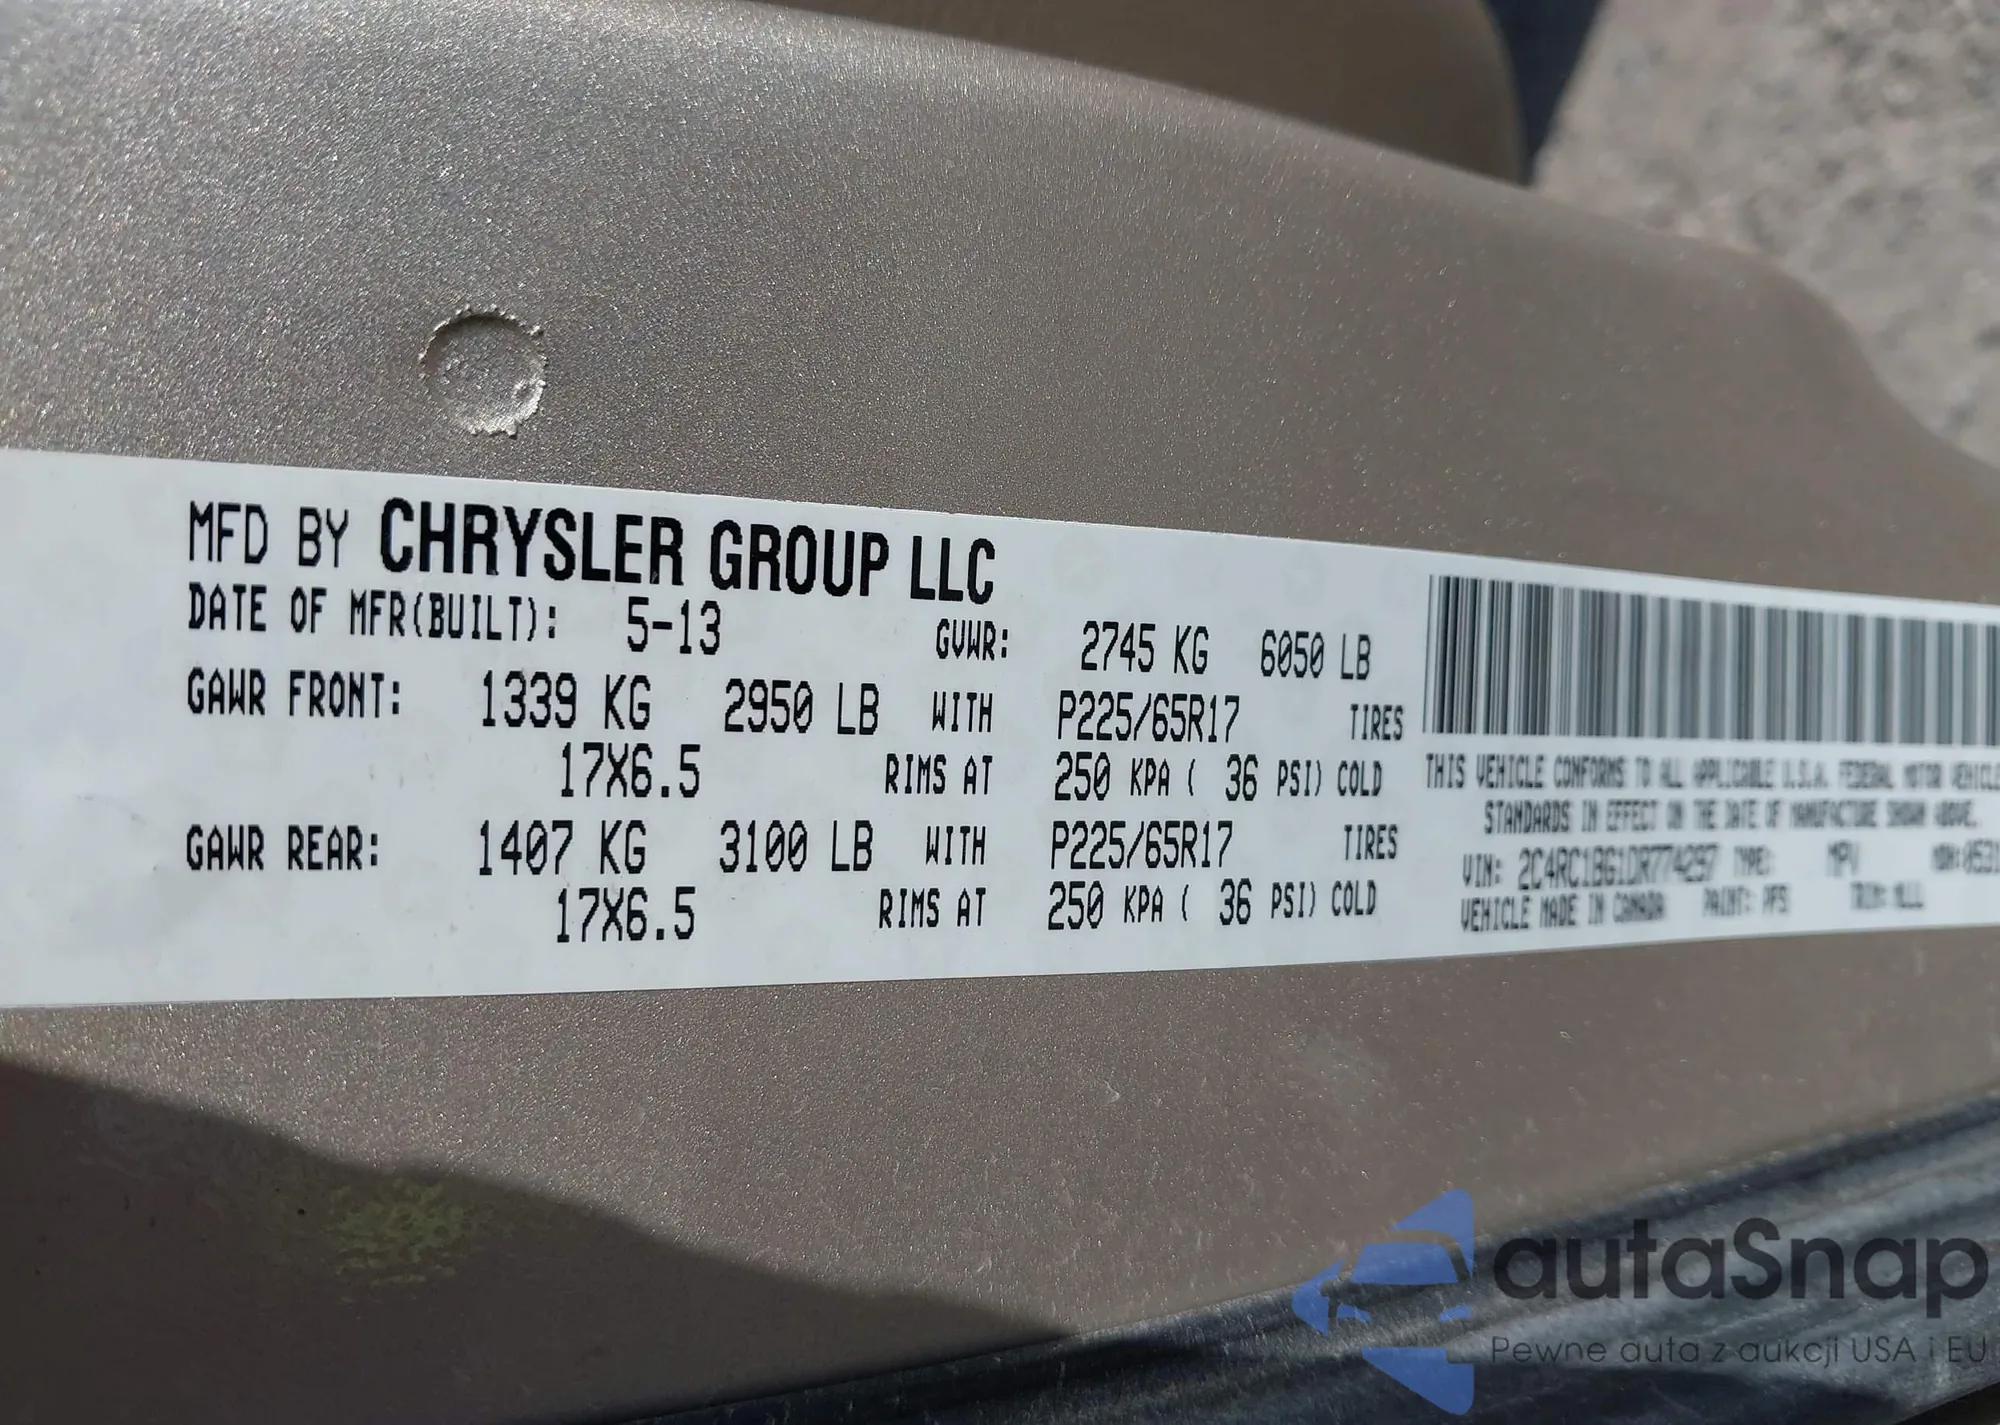 MFD BY CHRYSLER GROUP LLC
DATE OF MFR(BUILT): 5-13 GVWR: 2745 KG 6050 LB
GAWR FRONT: 1339 KG 2950 LB WITH P225/65R17 TIRES
17X6.5 RIMS AT 250 KPA ( 36 PSI) COLD
GAWR REAR: 1407 KG 3100 LB WITH P225/65R17 TIRES
17X6.5 RIMS AT 250 KPA ( 36 PSI) COLD
THIS VEHICLE CONFORMS TO ALL APPLICABLE U.S.A. FEDERAL MOTOR VEHICLE
STANDARDS IN EFFECT ON THE DATE OF MANUFACTURE SHOWN ABOVE.
VIN: 2C4RC1BG1DR774297 TYPE: MPV MDH:
VEHICLE MADE IN CANADA PAINT: PFS TRIM:
autaSnap
Pewne auta z aukcji USA i EU